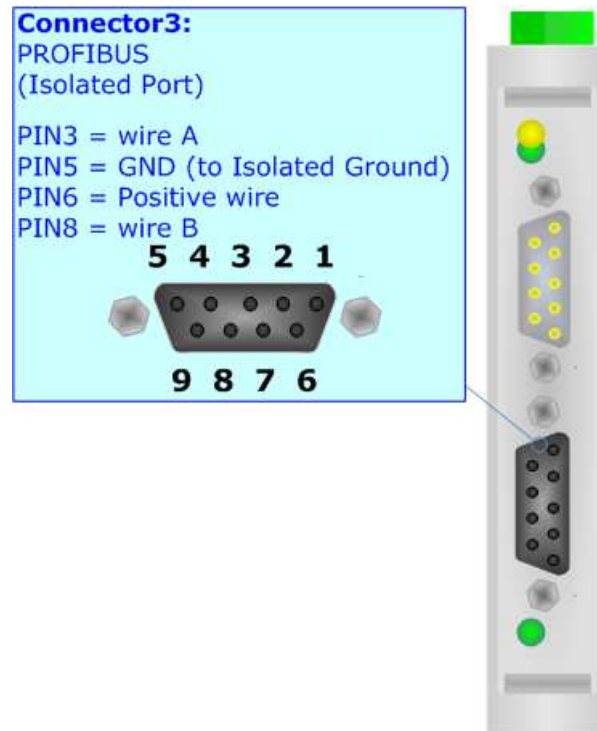 Connector3:
PROFIBUS
(Isolated Port)
PIN3 = wire A
PIN5 = GND (to Isolated Ground)
PIN6 = Positive wire
PIN8 = wire B
5 4 3 2 1
9 8 7 6